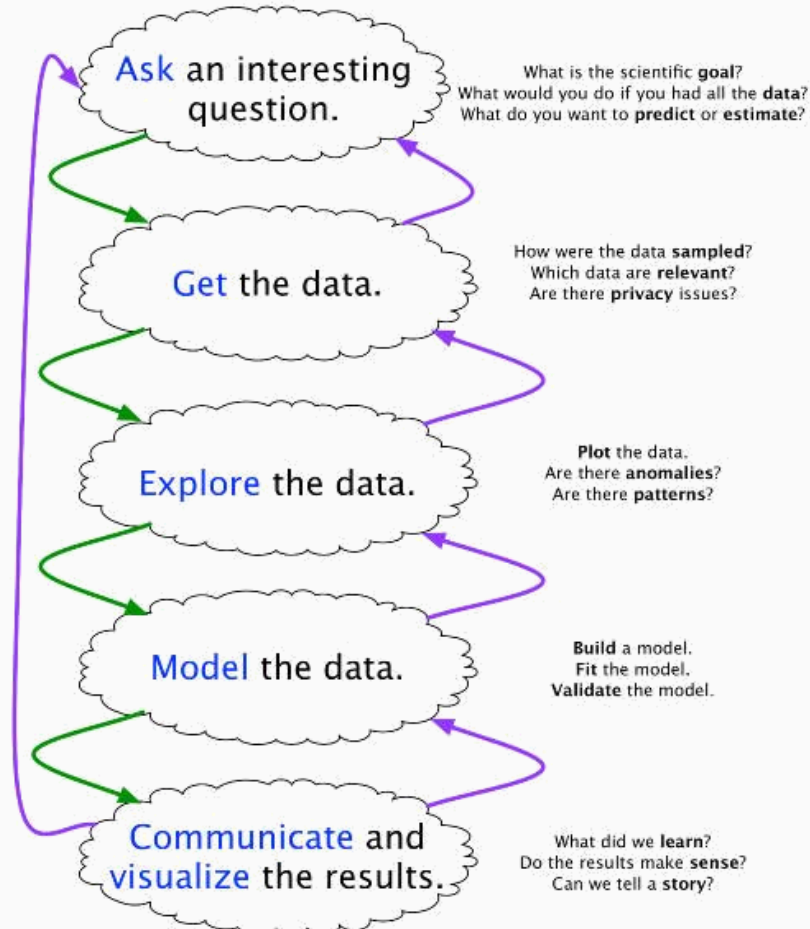 Ask an interesting
question.
What is the scientific goal?
What would you do if you had all the data?
What do you want to predict or estimate?
Get the data.
How were the data sampled?
Which data are relevant?
Are there privacy issues?
Explore the data.
Plot the data.
Are there anomalies?
Are there patterns?
Model the data.
Build a model.
Fit the model.
Validate the model.
Communicate and
visualize the results.
What did we learn?
Do the results make sense?
Can we tell a story?